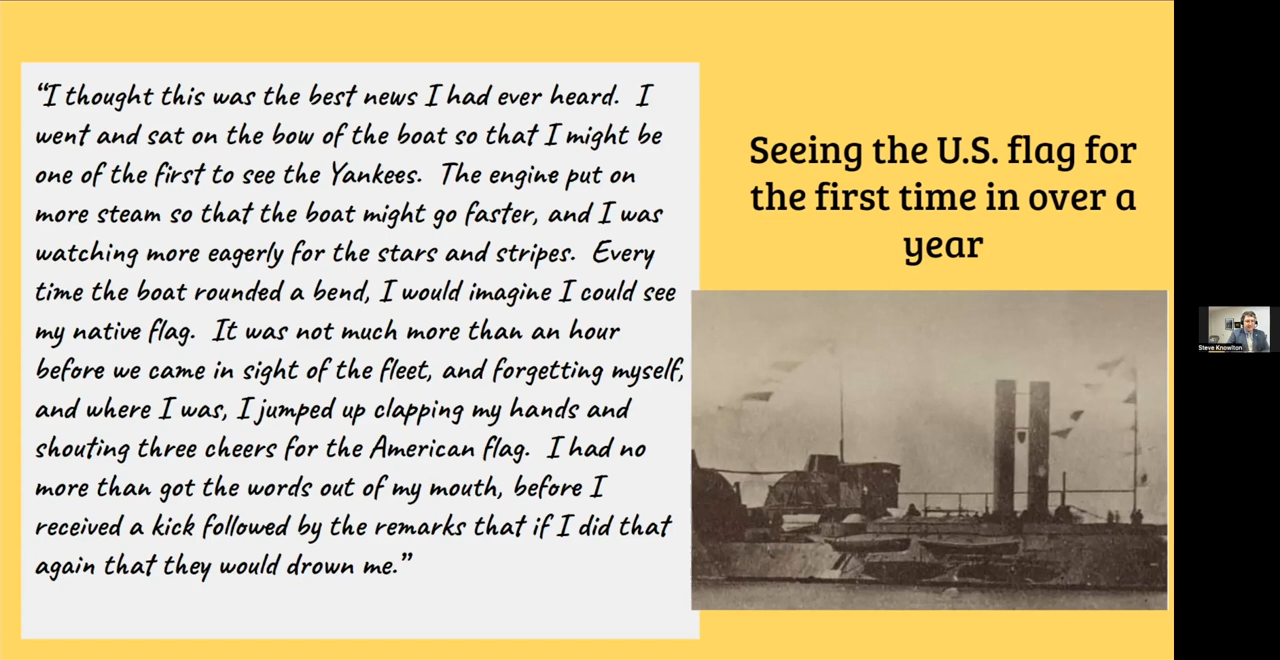 “I thought this was the best news I had ever heard.  I
went and sat on the bow of the boat so that I might be
one of the first to see the Yankees.  The engine put on
more steam so that the boat might go faster, and I was
watching more eagerly for the stars and stripes.  Every
time the boat rounded a bend, I would imagine I could see
my native flag.  It was not much more than an hour
before we came in sight of the fleet, and forgetting myself,
and where I was, I jumped up clapping my hands and
shouting three cheers for the American flag.  I had no
more than got the words out of my mouth, before I
received a kick followed by the remarks that if I did that
again that they would drown me.”
Seeing the U.S. flag for
the first time in over a
year
Steve Knowlton